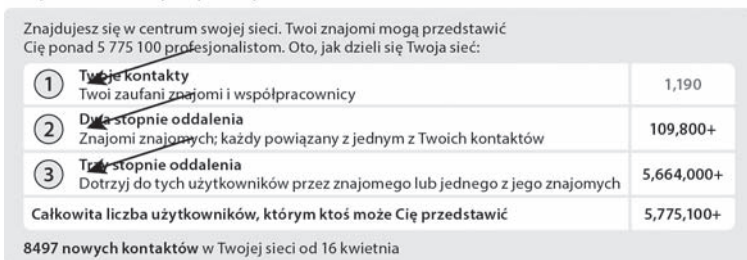 Znajdujesz się w centrum swojej sieci. Twoi znajomi mogą przedstawić
Cię ponad 5 775 100 profesjonalistom. Oto, jak dzieli się Twoja sieć:
1 Twoje kontakty 1,190
Twoi zaufani znajomi i współpracownicy
2 Dwa stopnie oddalenia 109,800+
Znajomi znajomych; każdy powiązany z jednym z Twoich kontaktów
3 Trzy stopnie oddalenia 5,664,000+
Dotrzyj do tych użytkowników przez znajomego lub jednego z jego znajomych
Całkowita liczba użytkowników, którym ktoś może Cię przedstawić 5,775,100+
8497 nowych kontaktów w Twojej sieci od 16 kwietnia